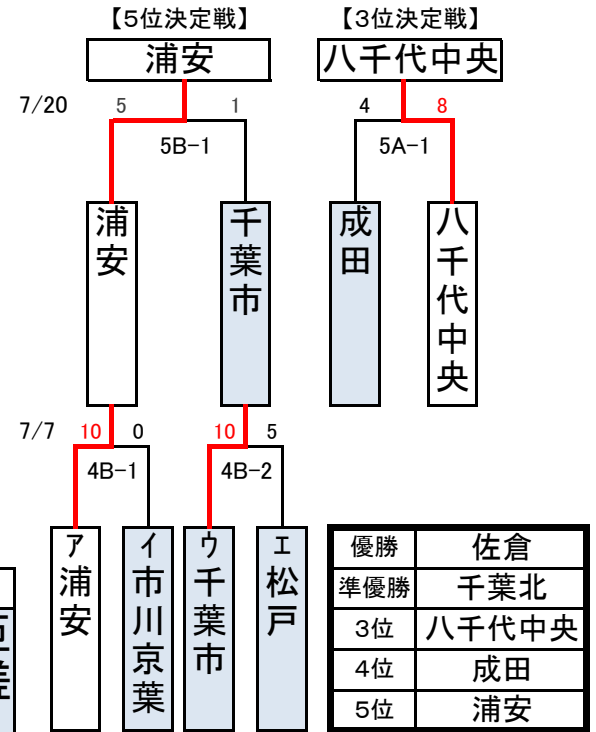 【5位決定戦】
【3位決定戦】
浦安
八千代中央
7/20
5
1
4
8
5B-1
5A-1
浦安
千葉市
成田
八千代中央
7/7
10
0
10
5
4B-1
4B-2
ア
浦安
イ
市川京葉
ウ
千葉市
エ
松戸
優勝 佐倉
準優勝 千葉北
3位 八千代中央
4位 成田
5位 浦安